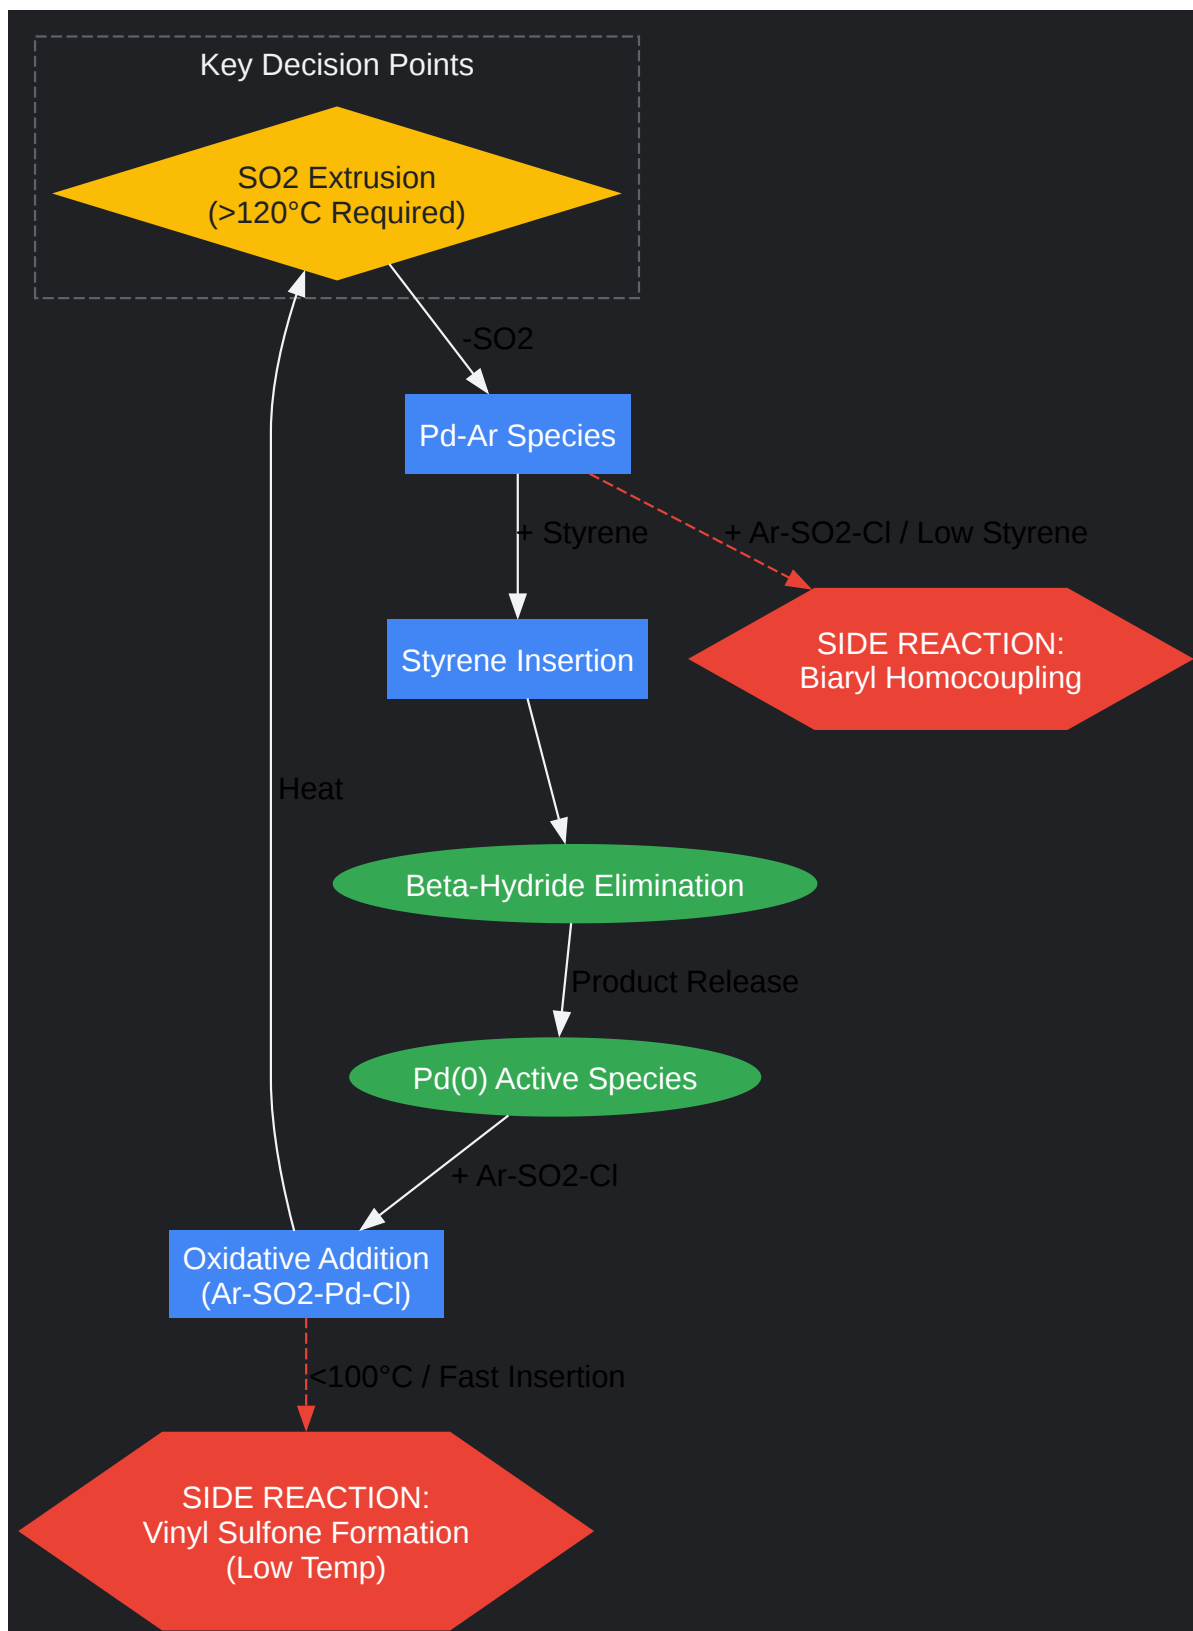 Key Decision Points
SO2 Extrusion
(>120°C Required)
-SO2
Pd-Ar Species
+ Styrene
+ Ar-SO2-Cl / Low Styrene
SIDE REACTION:
Biaryl Homocoupling
Styrene Insertion
Heat
Beta-Hydride Elimination
Product Release
Pd(0) Active Species
+ Ar-SO2-Cl
Oxidative Addition
(Ar-SO2-Pd-Cl)
<100°C / Fast Insertion
SIDE REACTION:
Vinyl Sulfone Formation
(Low Temp)